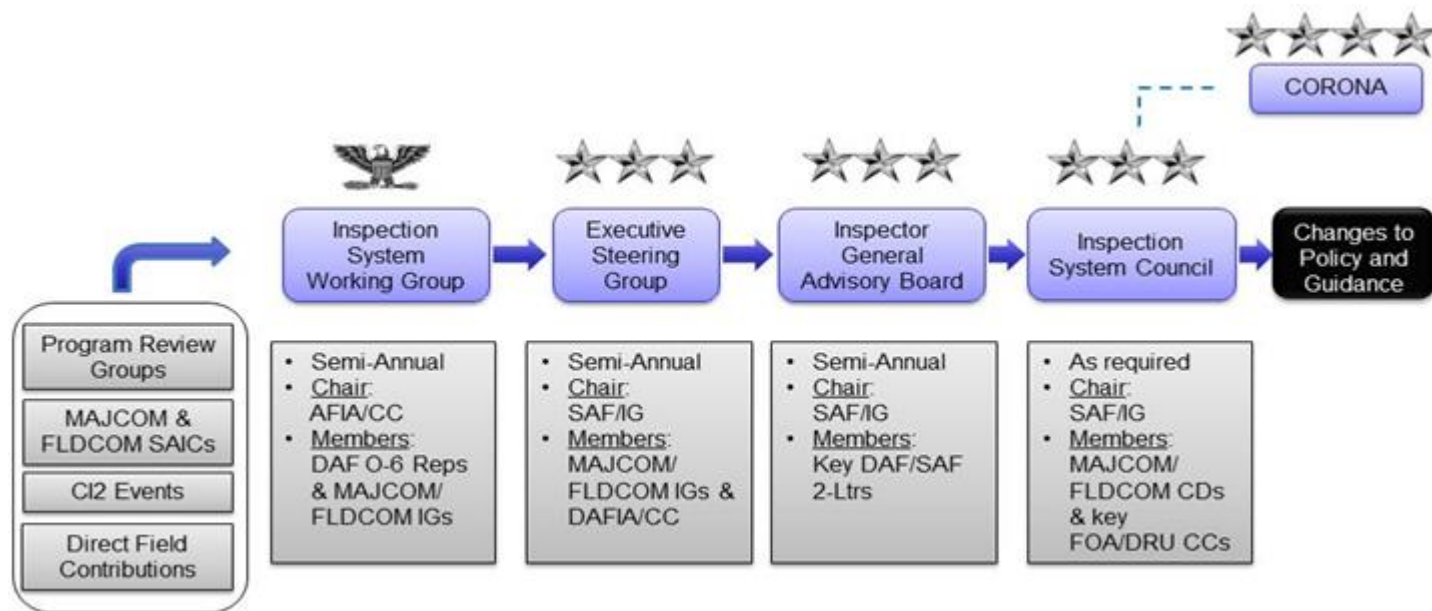 CORONA
Inspection
System
Working Group
Executive
Steering
Group
Inspector
General
Advisory Board
Inspection
System Council
Changes to
Policy and
Guidance
Program Review
Groups
MAJCOM &
FLDCOM SAICs
CI2 Events
Direct Field
Contributions
• Semi-Annual
• Chair:
AFIA/CC
• Members:
DAF O-6 Reps
& MAJCOM/
FLDCOM IGs
• Semi-Annual
• Chair:
SAF/IG
• Members:
MAJCOM/
FLDCOM IGs &
DAFIA/CC
• Semi-Annual
• Chair:
SAF/IG
• Members:
Key DAF/SAF
2-Ltrs
• As required
• Chair:
SAF/IG
• Members:
MAJCOM/
FLDCOM CDs
& key
FOA/DRU CCs